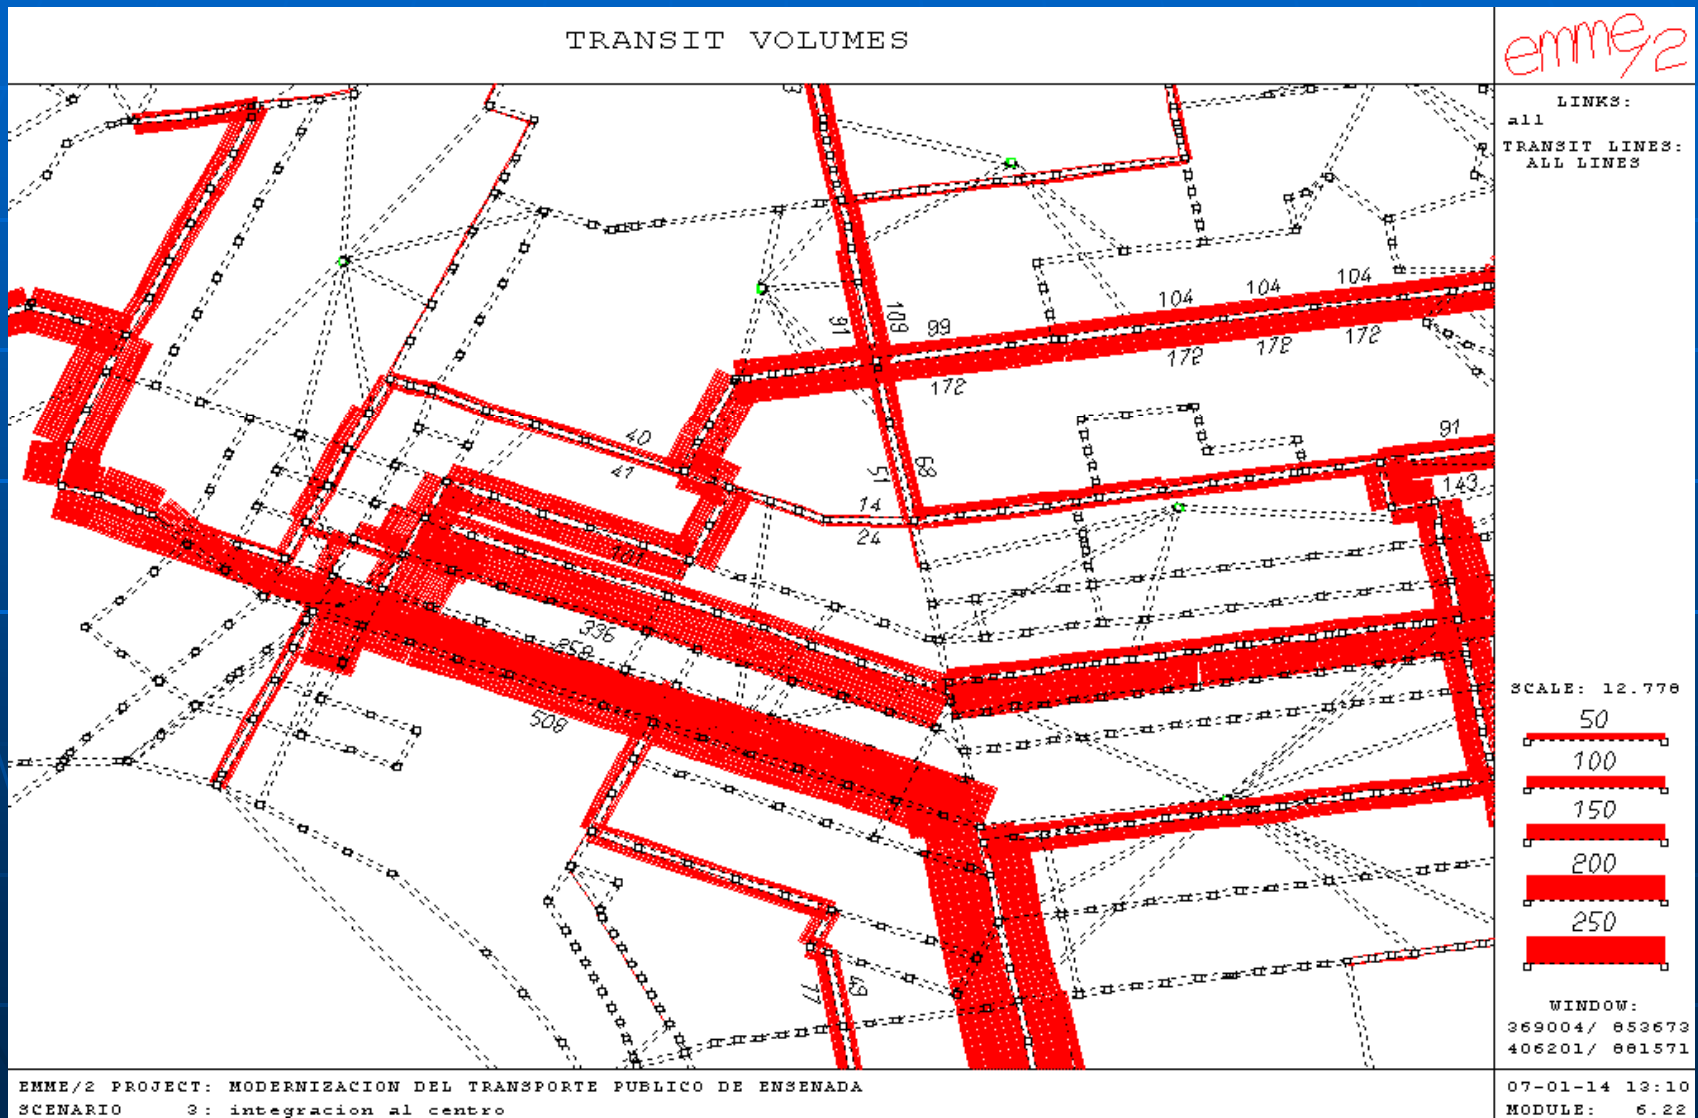 TRANSIT VOLUMES
emme/2
LINKS:
all
TRANSIT LINES:
ALL LINES
104
104
104
109
91
99
172
172
172
172
40
41
51
68
91
143
14
24
101
336
259
508
77
69
SCALE: 12.778
50
100
150
200
250
WINDOW:
369004/ 853673
406201/ 881571
EMME/2 PROJECT: MODERNIZACION DEL TRANSPORTE PUBLICO DE ENSENADA
SCENARIO 3: integracion al centro
07-01-14 13:10
MODULE: 6.22